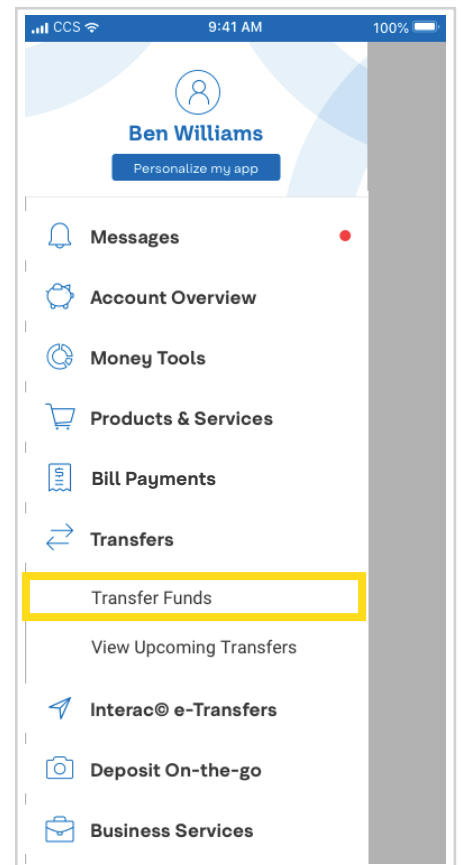 CCS 9:41 AM 100%
Ben Williams
Personalize my app
Messages
Account Overview
Money Tools
Products & Services
Bill Payments
Transfers
Transfer Funds
View Upcoming Transfers
Interac© e-Transfers
Deposit On-the-go
Business Services